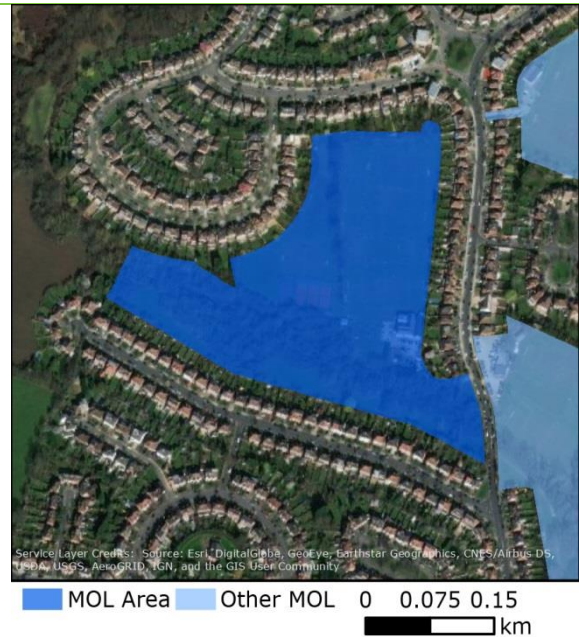 Service Layer Credits: Source: Esri, DigitalGlobe, GeoEye, Earthstar Geographics, CNES/Airbus DS,
USDA, USGS, AeroGRID, IGN, and the GIS User Community
MOL Area Other MOL 0 0.075 0.15
km